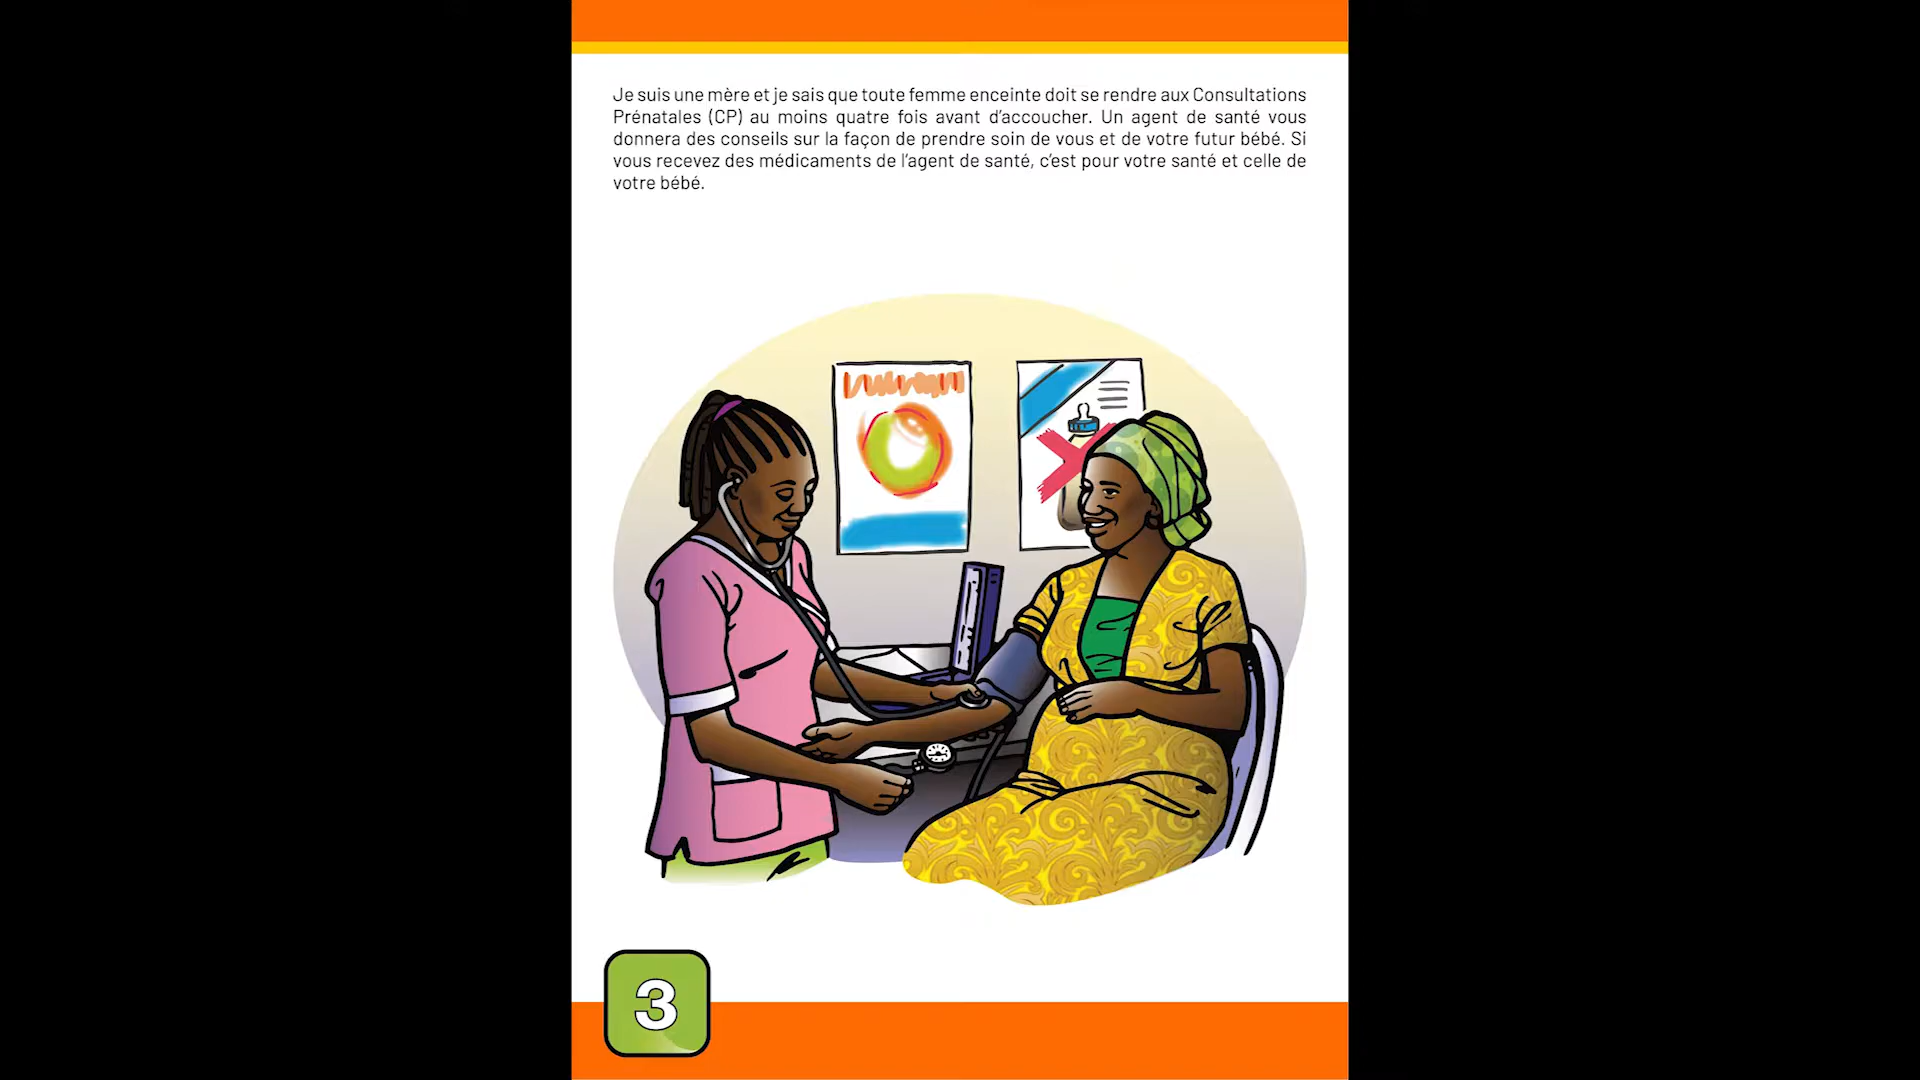 Je suis une mère et je sais que toute femme enceinte doit se rendre aux Consultations
Prénatales (CP) au moins quatre fois avant d’accoucher. Un agent de santé vous
donnera des conseils sur la façon de prendre soin de vous et de votre futur bébé. Si
vous recevez des médicaments de l’agent de santé, c’est pour votre santé et celle de
votre bébé.
3